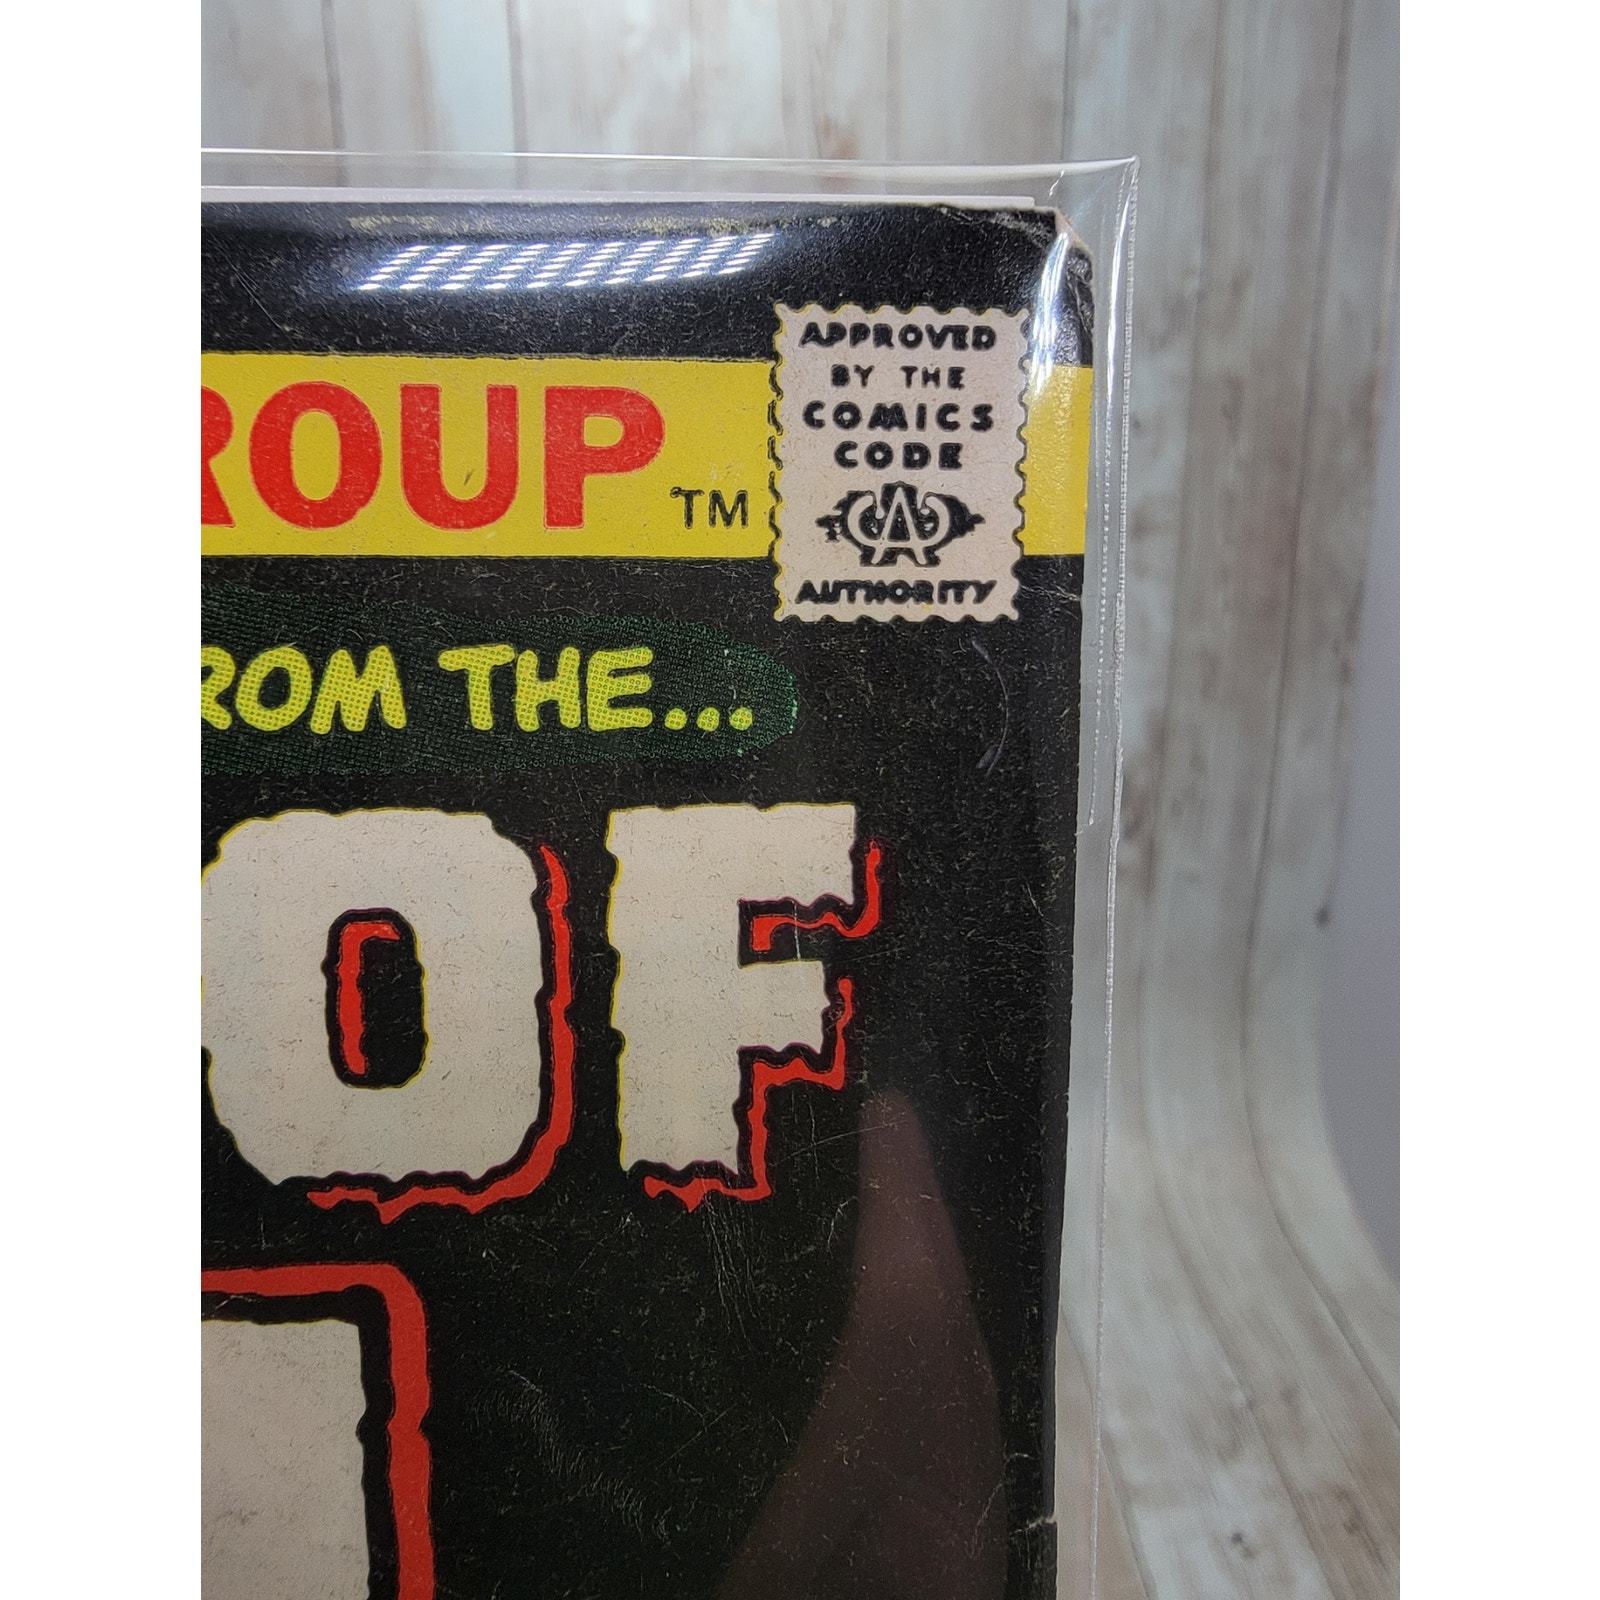 ROUP TM
APPROVED
BY THE
COMICS
CODE
A
AUTHORITY
ROM THE...
OF